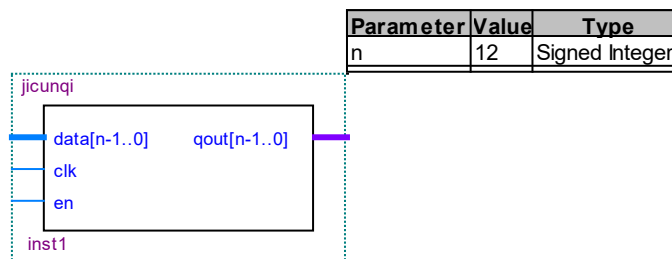 Parameter Value Type
n 12 Signed Integer
jicunqi
data[n-1..0] qout[n-1..0]
clk
en
inst1